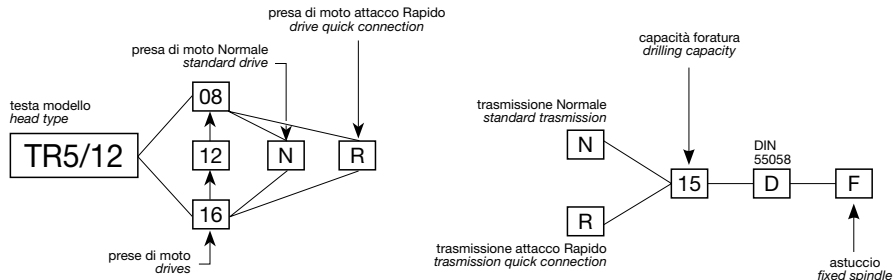 presa di moto attacco Rapido
drive quick connection
presa di moto Normale
standard drive
testa modello
head type
TR5/12
08
12
16
N
R
prese di moto
drives
capacità foratura
drilling capacity
trasmissione Normale
standard trasmission
N
R
trasmissione attacco Rapido
trasmission quick connection
15
DIN
55058
D
F
astuccio
fixed spindle